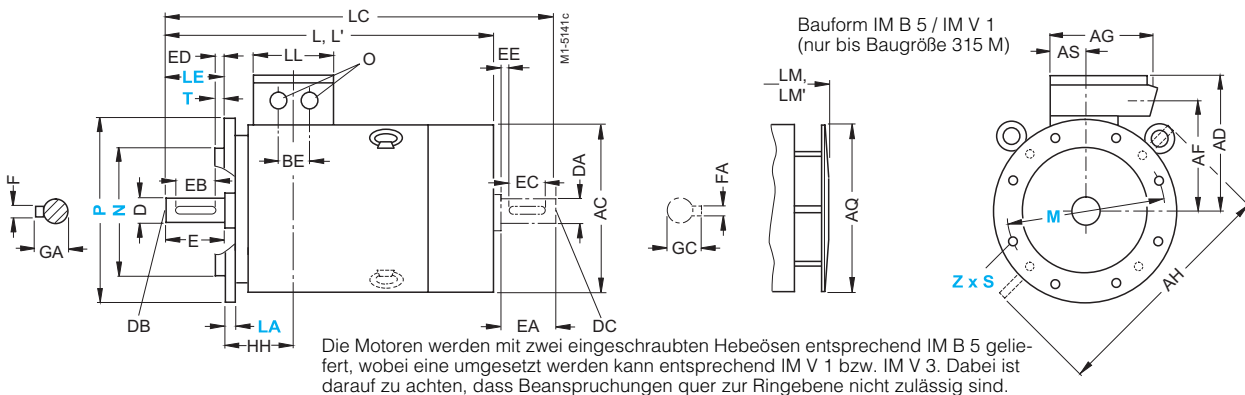 LC
L, L'
M1-5141c
Bauform IM B 5 / IM V 1
(nur bis Baugröße 315 M)
AG
AS
ED
LL
O
EE
LE
T
LM,
LM'
AD
AF
BE
F
EB
D
P
N
EC
DA
AC
FA
AQ
M
GA
E
GC
Z x S
AH
DB
LA
HH
EA
DC
Die Motoren werden mit zwei eingeschraubten Hebeösen entsprechend IM B 5 gelie-
fert, wobei eine umgesetzt werden kann entsprechend IM V 1 bzw. IM V 3. Dabei ist
darauf zu achten, dass Beanspruchungen quer zur Ringebene nicht zulässig sind.